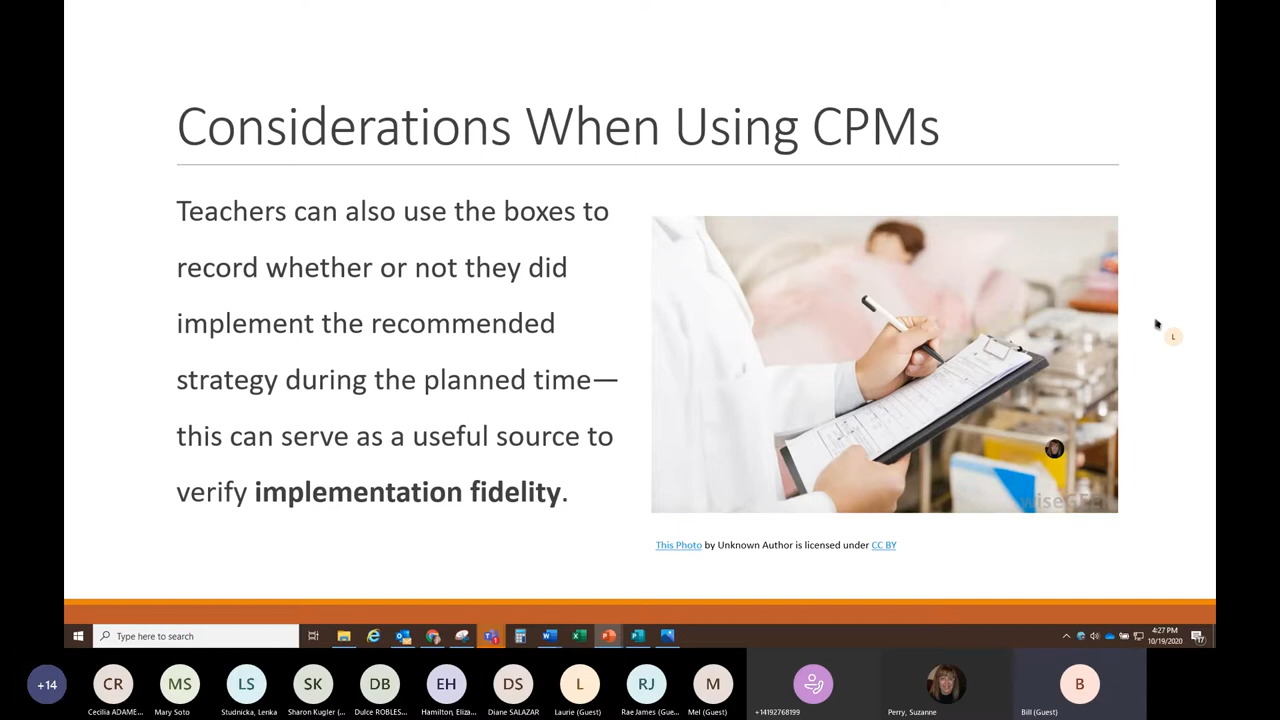 Considerations When Using CPMs
Teachers can also use the boxes to
record whether or not they did
implement the recommended
strategy during the planned time—
this can serve as a useful source to
verify implementation fidelity.
wiseGEEK
This Photo by Unknown Author is licensed under CC BY
L
Type here to search
4:27 PM
10/19/2020
17
+14
CR
MS
LS
SK
DB
EH
DS
L
RJ
M
B
Cecilia ADAME...
Mary Soto
Studnicka, Lenka
Sharon Kugler (...
Dulce ROBLES...
Hamilton, Eliza...
Diane SALAZAR
Laurie (Guest)
Rae James (Gue...
Mel (Guest)
+14192768199
Perry, Suzanne
Bill (Guest)